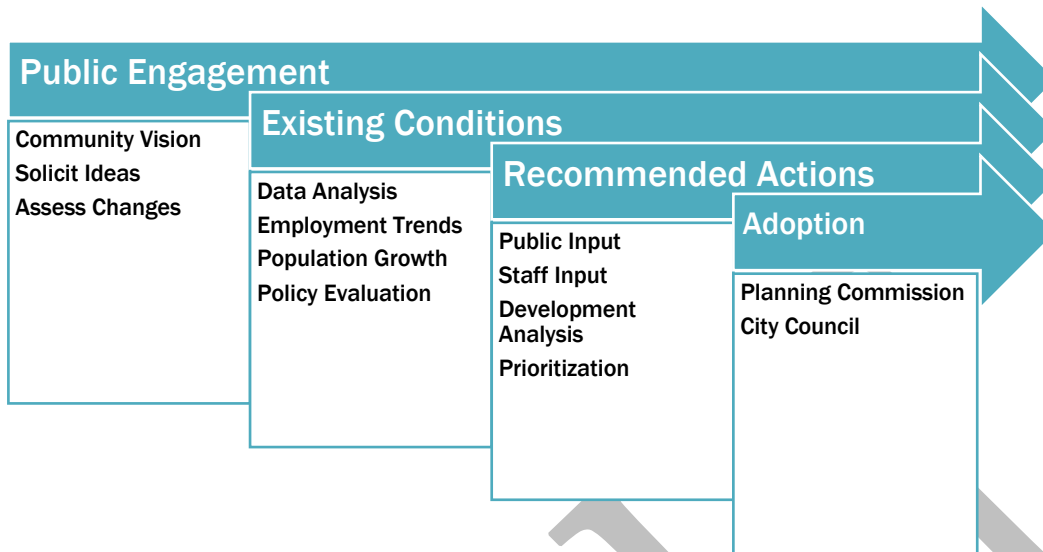 Public Engagement
Community Vision
Solicit Ideas
Assess Changes
Existing Conditions
Data Analysis
Employment Trends
Population Growth
Policy Evaluation
Recommended Actions
Public Input
Staff Input
Development
Analysis
Prioritization
Adoption
Planning Commission
City Council